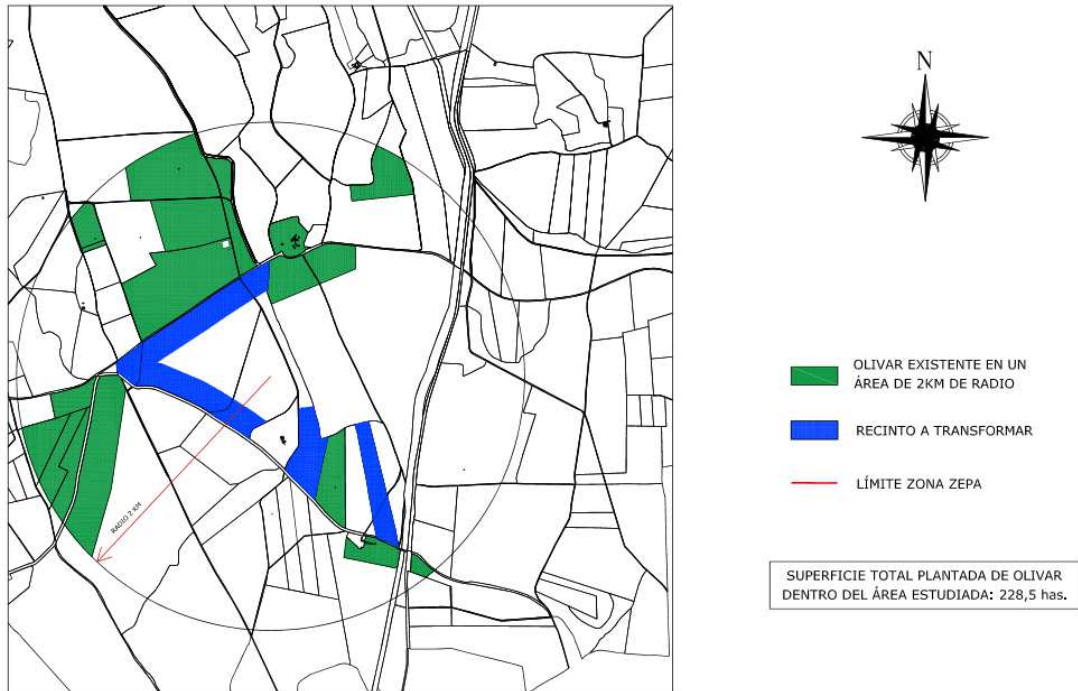 N
OLIVAR EXISTENTE EN UN
ÁREA DE 2KM DE RADIO
RECINTO A TRANSFORMAR
LÍMITE ZONA ZEPA
RADIO 2 KM
SUPERFICIE TOTAL PLANTADA DE OLIVAR
DENTRO DEL ÁREA ESTUDIADA: 228,5 has.